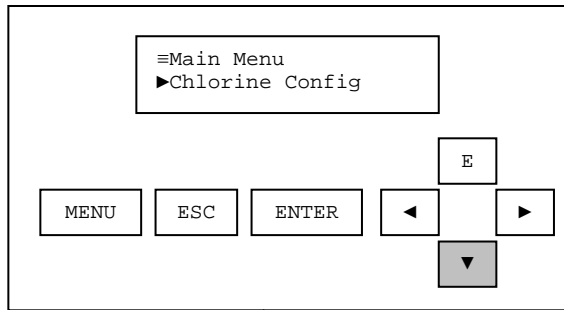 ≡Main Menu
►Chlorine Config
E
MENU ESC ENTER ◄ ►
▼